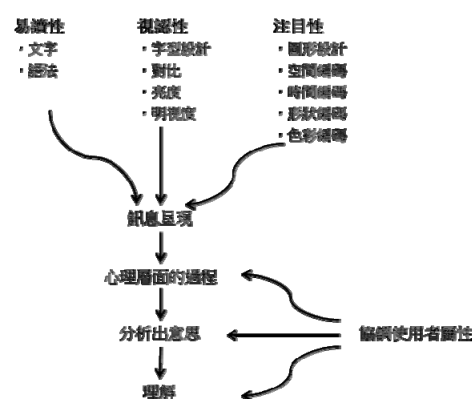 易讀性
・文字
・語法
視認性
・字型設計
・對比
・亮度
・明視度
注目性
・圖形設計
・空間編碼
・時間編碼
・形狀編碼
・色彩編碼
訊息呈現
心理層面的過程
分析出意思
協調使用者屬性
理解